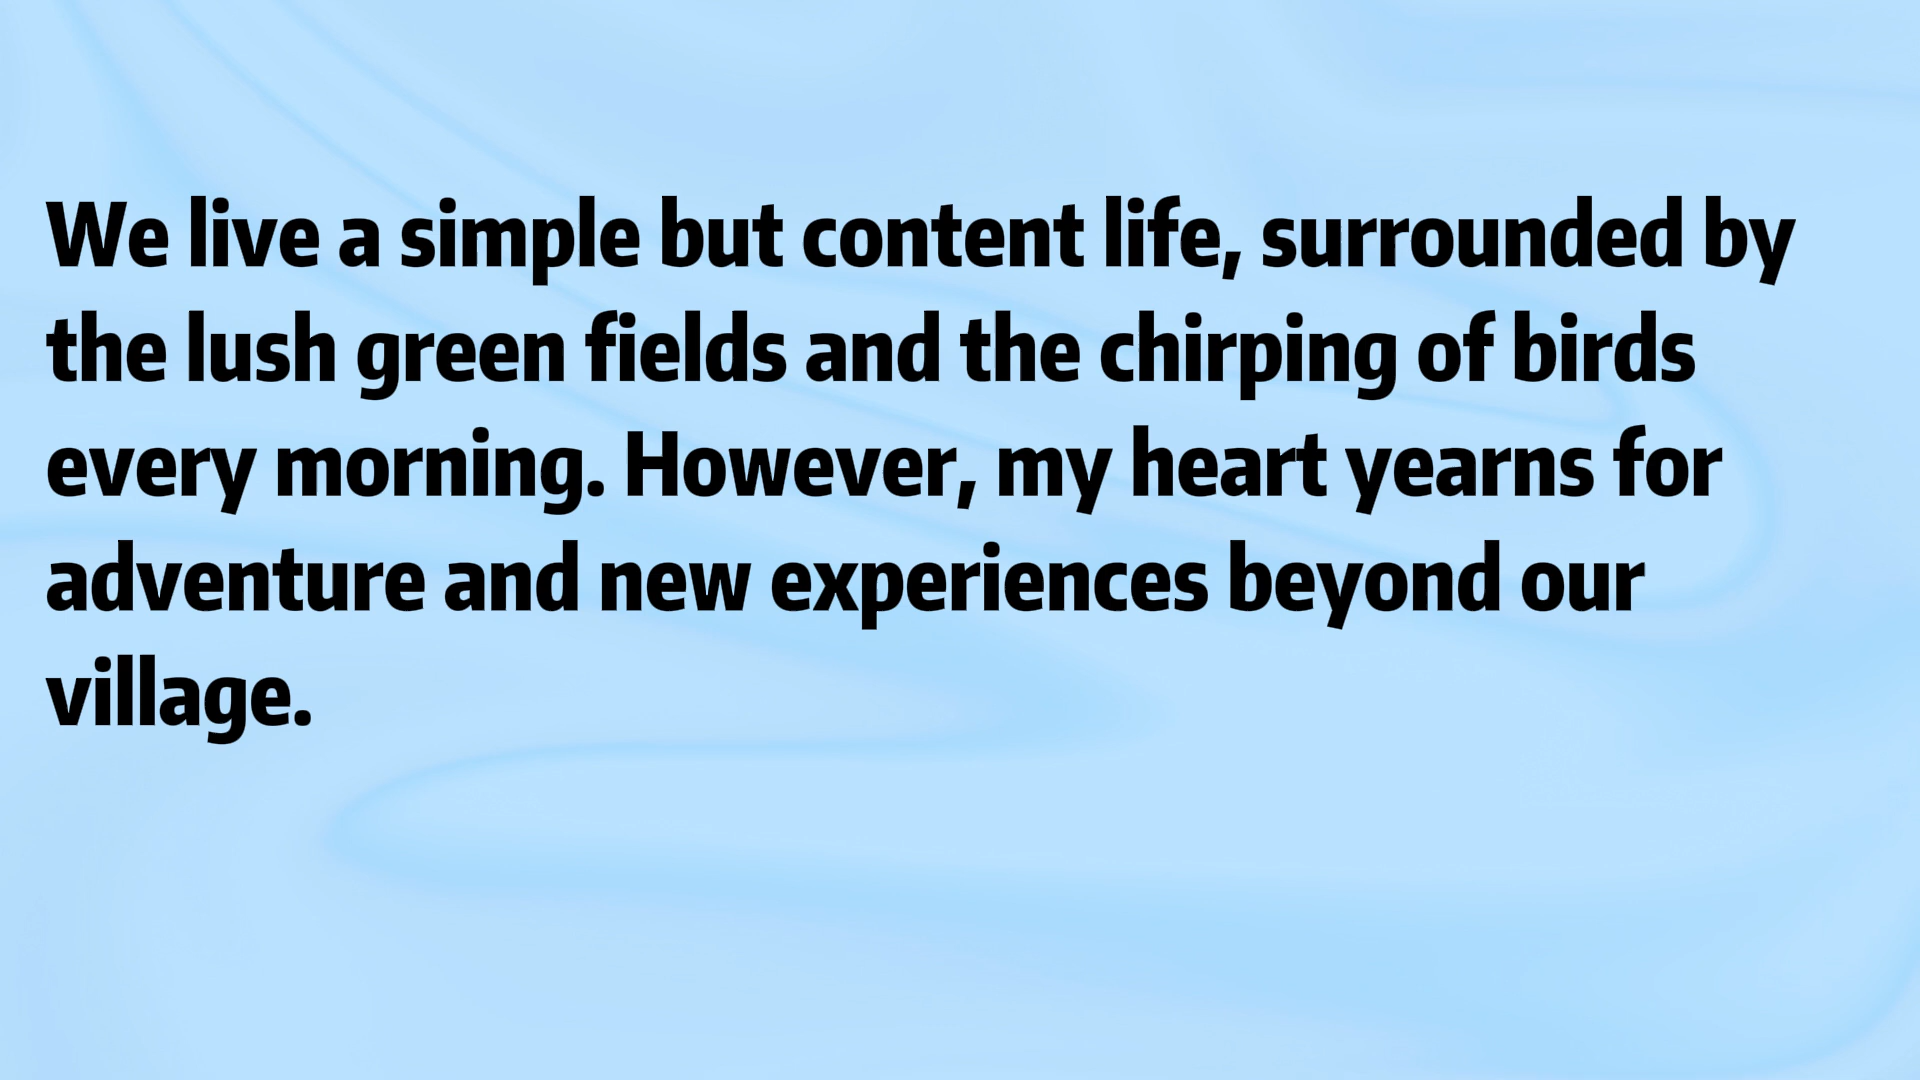 We live a simple but content life, surrounded by
the lush green fields and the chirping of birds
every morning. However, my heart yearns for
adventure and new experiences beyond our
village.